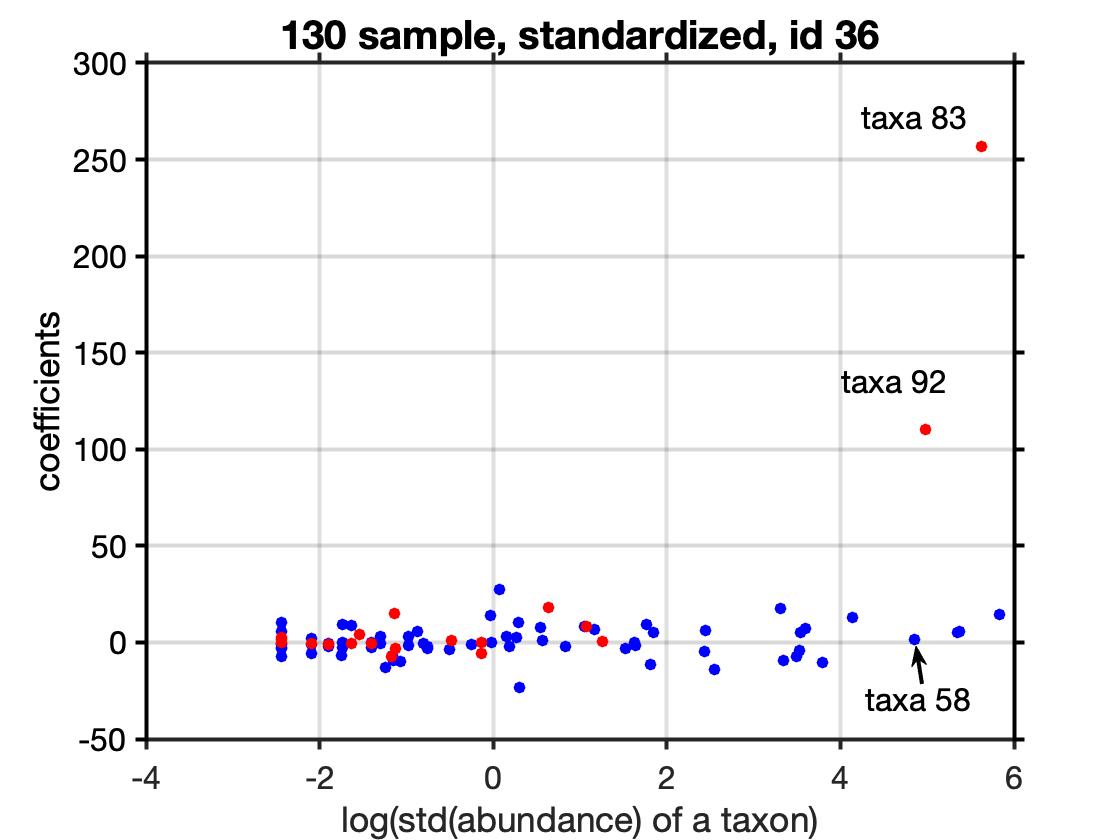 130 sample, standardized, id 36
300
taxa 83
250
200
150
taxa 92
100
50
0
taxa 58
-50
-4 -2 0 2 4 6
log(std(abundance) of a taxon)
coefficients